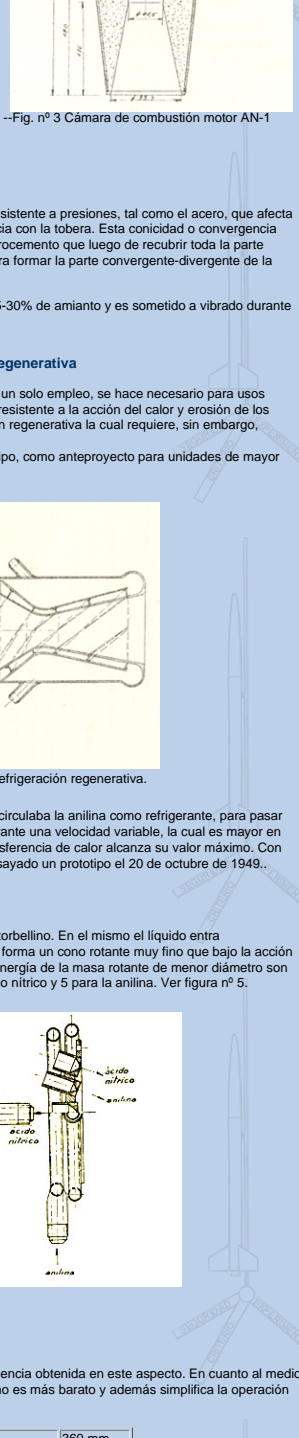 --Fig. nº 3 Cámara de combustión motor AN-1
sistente a presiones, tal como el acero, que afecta
cia con la tobera. Esta conicidad o convergencia
rocemento que luego de recubrir toda la parte
ra formar la parte convergente-divergente de la
5-30% de amianto y es sometido a vibrado durante
egenerativa
un solo empleo, se hace necesario para usos
resistente a la acción del calor y erosión de los
n regenerativa la cual requiere, sin embargo,
ipo, como anteproyecto para unidades de mayor
efrigeración regenerativa.
circulaba la anilina como refrigerante, para pasar
rante una velocidad variable, la cual es mayor en
nsferencia de calor alcanza su valor máximo. Con
sayado un prototipo el 20 de octubre de 1949..
torbellino. En el mismo el líquido entra
forma un cono rotante muy fino que bajo la acción
nergía de la masa rotante de menor diámetro son
o nítrico y 5 para la anilina. Ver figura nº 5.
ácido
nítrico
anilina
ácido
nítrico
anilina
encia obtenida en este aspecto. En cuanto al medio
no es más barato y además simplifica la operación
360 mm